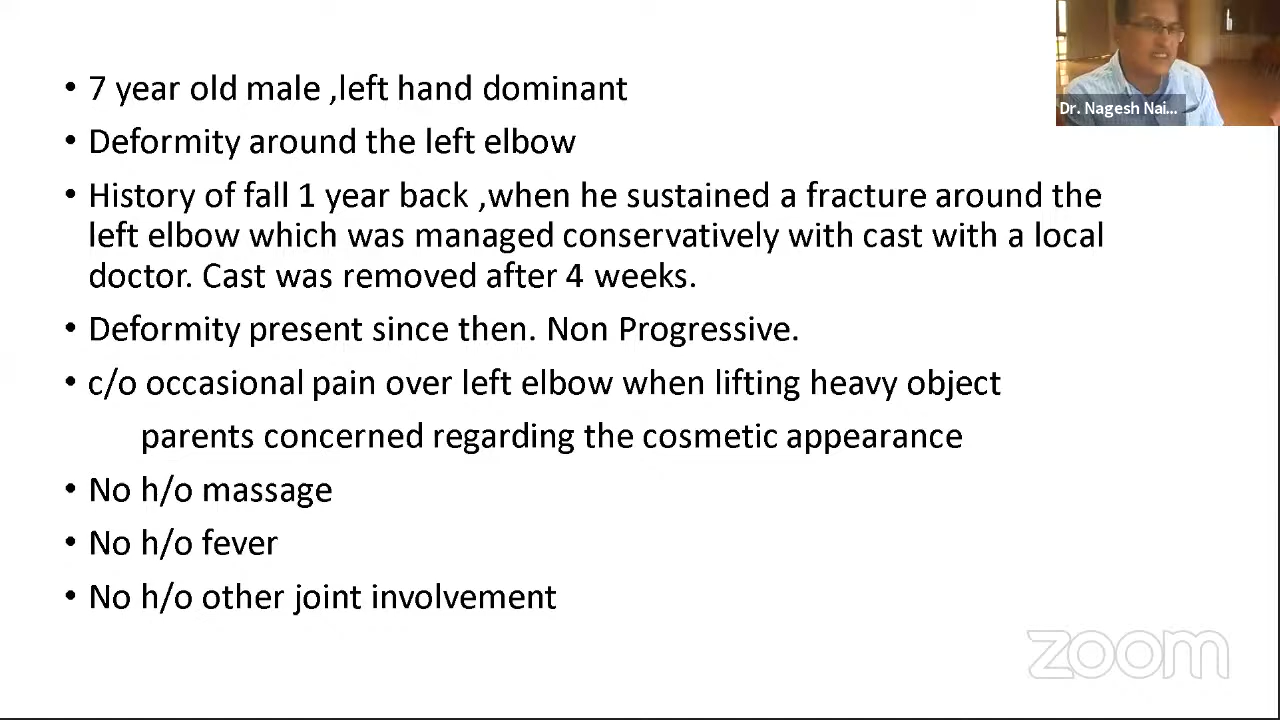 • 7 year old male ,left hand dominant
• Deformity around the left elbow
• History of fall 1 year back ,when he sustained a fracture around the
left elbow which was managed conservatively with cast with a local
doctor. Cast was removed after 4 weeks.
• Deformity present since then. Non Progressive.
• c/o occasional pain over left elbow when lifting heavy object
parents concerned regarding the cosmetic appearance
• No h/o massage
• No h/o fever
• No h/o other joint involvement
Dr. Nagesh Nai...
zoom